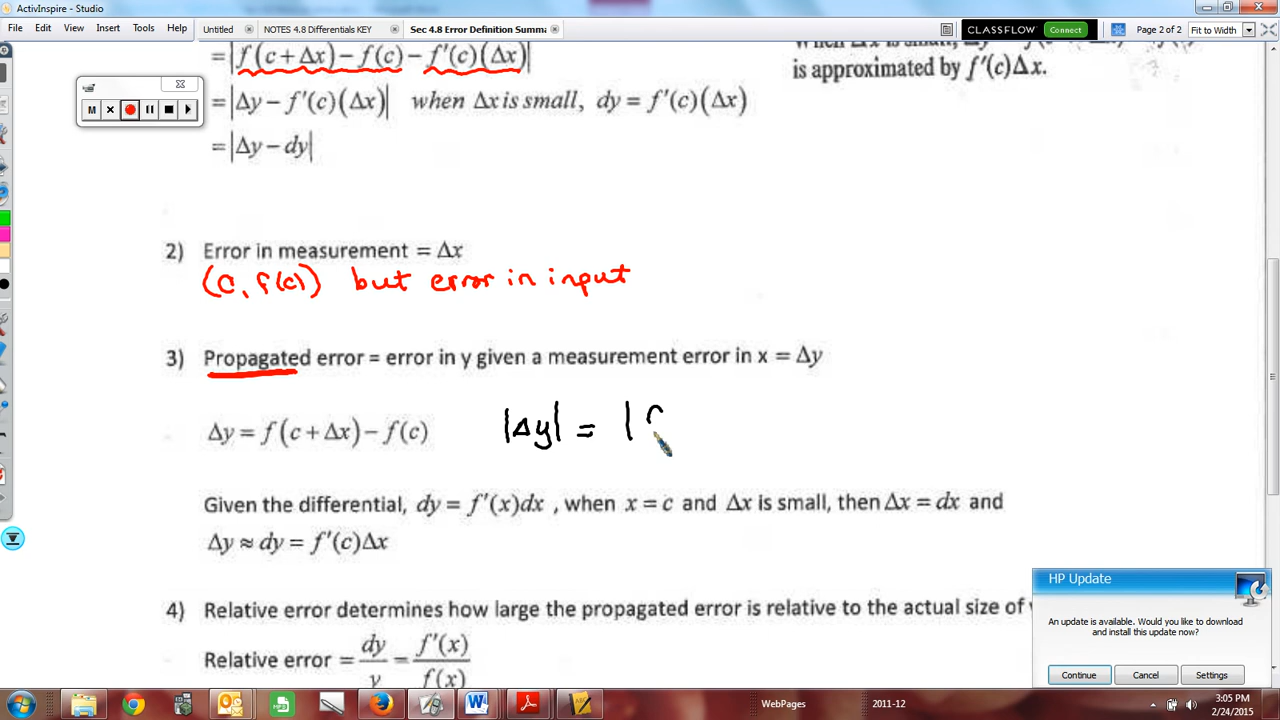 ActivInspire - Studio
File Edit View Insert Tools Help
Untitled
NOTES 4.8 Differentials KEY
Sec 4.8 Error Definition Summa
CLASSFLOW Connect
Page 2 of 2
Fit to Width
= |f(c+Δx) − f(c) − f'(c)(Δx)|
is approximated by f'(c)Δx.
M
= |Δy − f'(c)(Δx)| when Δx is small, dy = f'(c)(Δx)
= |Δy − dy|
2) Error in measurement = Δx
(c, f(c)) but error in input
3) Propagated error = error in y given a measurement error in x = Δy
Δy = f(c + Δx) − f(c)
|Δy| = |
Given the differential, dy = f'(x)dx , when x = c and Δx is small, then Δx = dx and
Δy ≈ dy = f'(c)Δx
4) Relative error determines how large the propagated error is relative to the actual size of
Relative error = dy/y = f'(x)/f(x)
HP Update
An update is available. Would you like to download
and install this update now?
Continue Cancel Settings
WebPages
2011-12
3:05 PM
2/24/2015